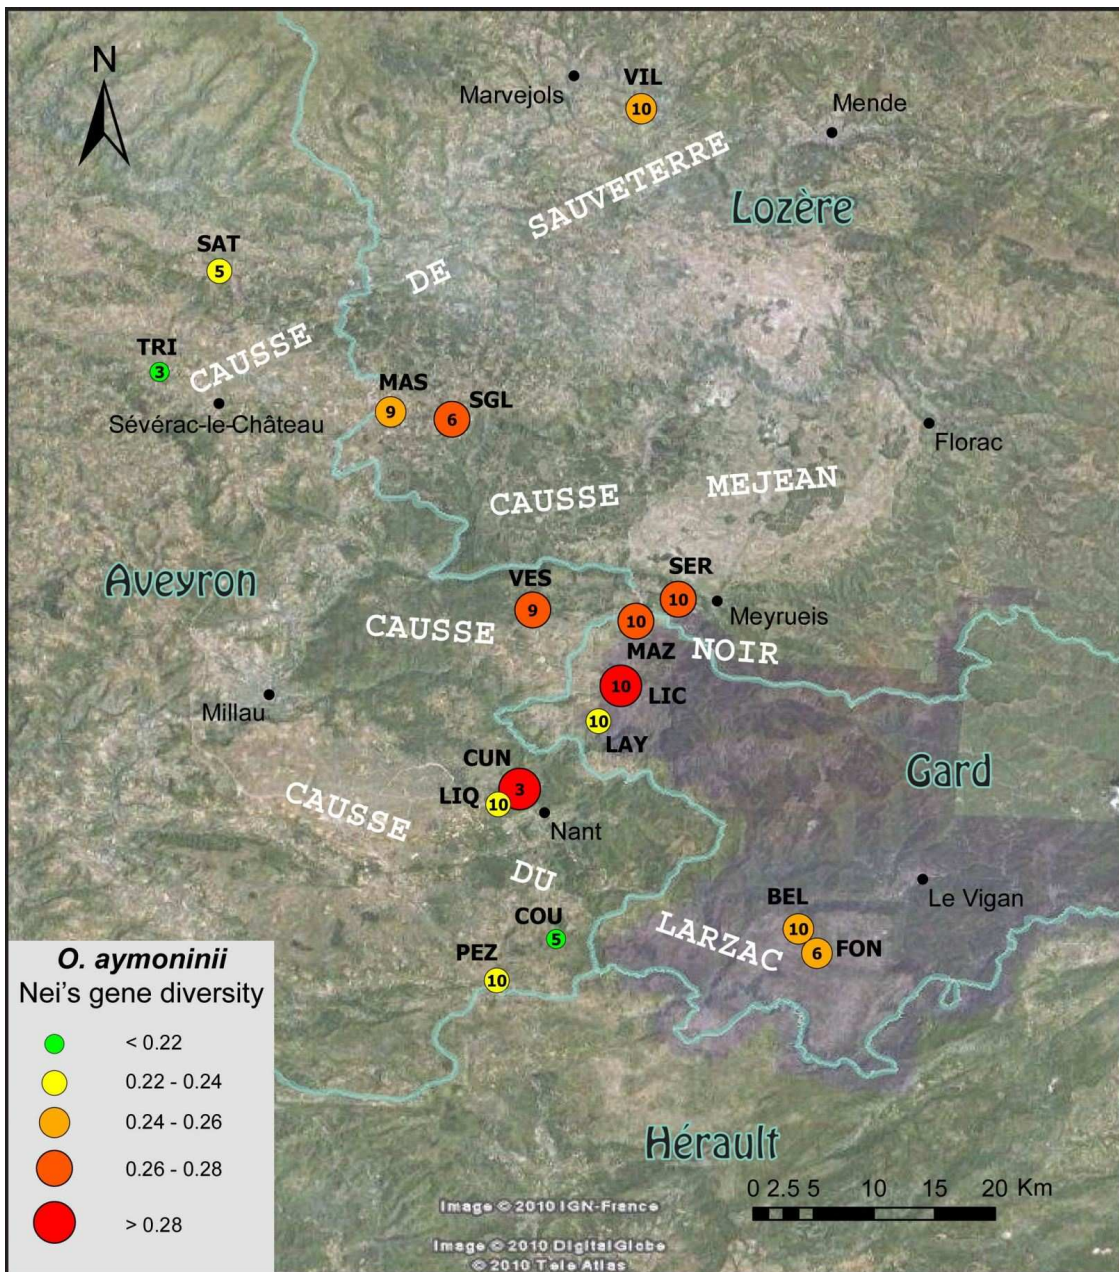 N
VIL
Marvejols
10
Mende
SAUVETERRE
Lozère
SAT
5
DE
TRI
3
CAUSSE
MAS
9
SGL
6
Sévérac-le-Château
Florac
CAUSSE
MEJEAN
Aveyron
VES
9
SER
10
Meyrueis
CAUSSE
10
MAZ
NOIR
10
LIC
Millau
10
LAY
Gard
CUN
3
LIQ
10
CAUSSE
Nant
DU
Le Vigan
BEL
10
COU
5
LARZAC
6
FON
PEZ
10
O. aymoninii
Nei's gene diversity
< 0.22
0.22 - 0.24
0.24 - 0.26
0.26 - 0.28
> 0.28
Hérault
0 2.5 5 10 15 20 Km
Image © 2010 IGN-France
Image © 2010 DigitalGlobe
© 2010 Tele Atlas